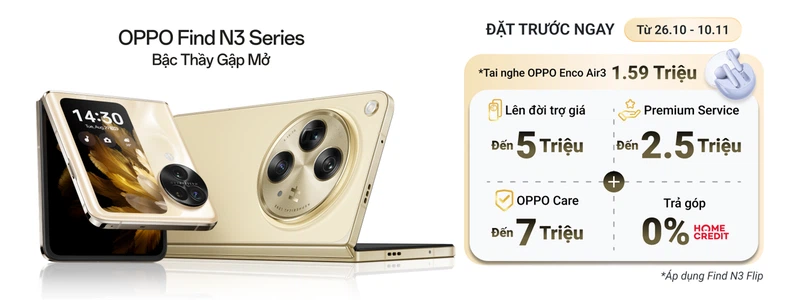 OPPO Find N3 Series
Bậc Thầy Gập Mở
14:30
ĐẶT TRƯỚC NGAY
Từ 26.10 - 10.11
*Tai nghe OPPO Enco Air3 1.59 Triệu
Lên đời trợ giá
Đến 5 Triệu
Premium Service
Đến 2.5 Triệu
+
OPPO Care
Đến 7 Triệu
Trả góp
0% HOME
CREDIT
*Áp dụng Find N3 Flip